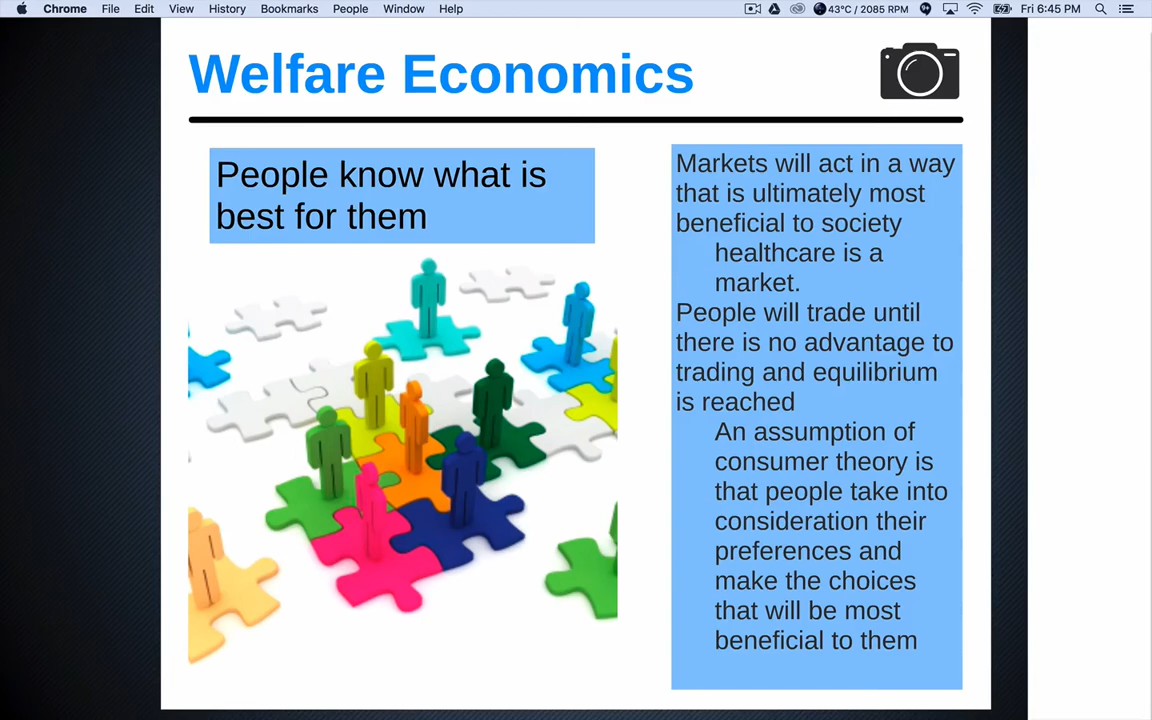 Chrome File Edit View History Bookmarks People Window Help 43°C / 2085 RPM Fri 6:45 PM
Welfare Economics
People know what is
best for them
Markets will act in a way
that is ultimately most
beneficial to society
healthcare is a
market.
People will trade until
there is no advantage to
trading and equilibrium
is reached
An assumption of
consumer theory is
that people take into
consideration their
preferences and
make the choices
that will be most
beneficial to them